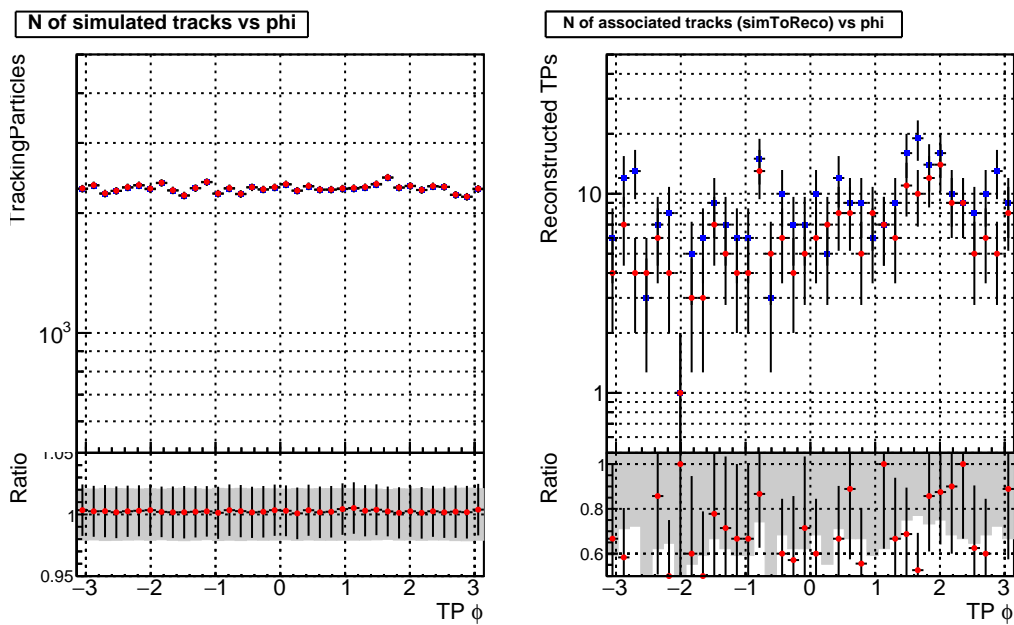 N of simulated tracks vs phi
TrackingParticles
10³
Ratio
1.05
1
0.95
−3 −2 −1 0 1 2 3
TP ϕ
N of associated tracks (simToReco) vs phi
Reconstructed TPs
10
1
Ratio
1
0.8
0.6
−3 −2 −1 0 1 2 3
TP ϕ